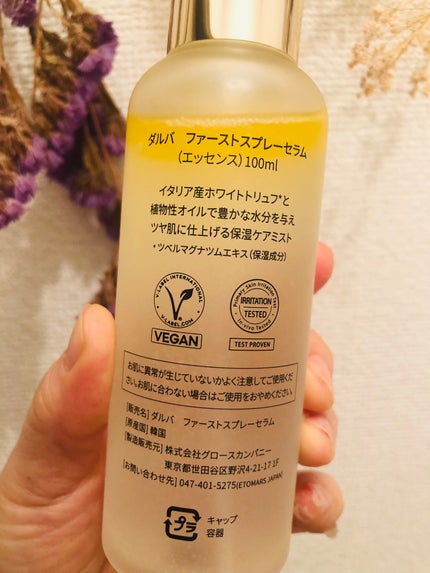 ダルバ　ファーストスプレーセラム
(エッセンス) 100ml
イタリア産ホワイトトリュフ*と
植物性オイルで豊かな水分を与え
ツヤ肌に仕上げる保湿ケアミスト
*ツベルマグナツムエキス(保湿成分)
V-LABEL INTERNATIONAL
V-LABEL.COM
VEGAN
Primary Skin Irritation Test
IRRITATION
TESTED
In-vivo Tested
TEST PROVEN
お肌に異常が生じていないかよく注意してご使用くだ
さい。お肌に合わない場合はご使用をおやめください。
[販売名] ダルバ　ファーストスプレーセラム
[原産国] 韓国
[製造販売元] 株式会社グロースカンパニー
東京都世田谷区野沢4-21-17 1F
[お問い合わせ先] 047-401-5275(ETOMARS JAPAN)
プラ
キャップ
容器